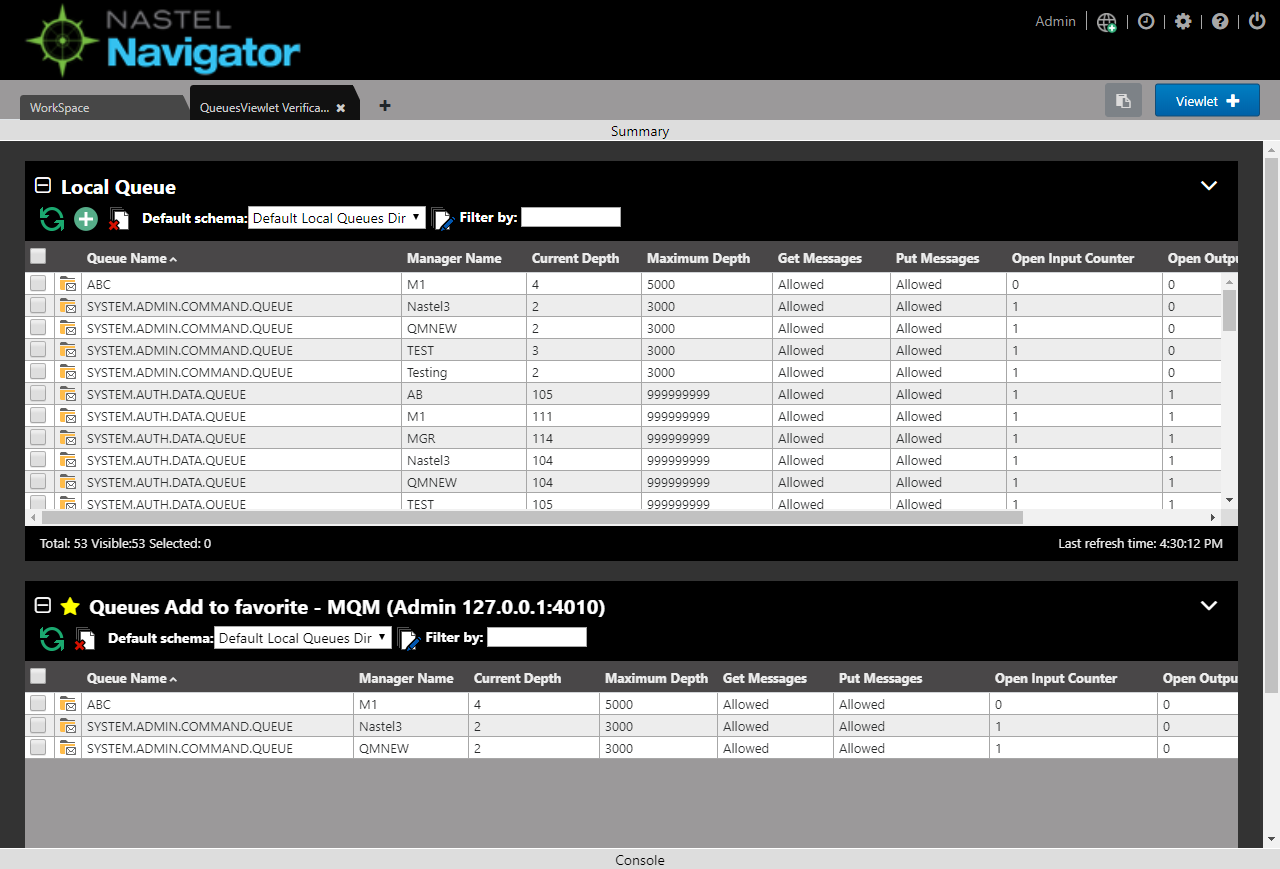 NASTEL
Navigator
Admin
WorkSpace
QueuesViewlet Verifica...
Viewlet
Summary
Local Queue
Default schema: Default Local Queues Dir Filter by:
Queue Name Manager Name Current Depth Maximum Depth Get Messages Put Messages Open Input Counter Open Outpu
ABC M1 4 5000 Allowed Allowed 0 0
SYSTEM.ADMIN.COMMAND.QUEUE Nastel3 2 3000 Allowed Allowed 1 0
SYSTEM.ADMIN.COMMAND.QUEUE QMNEW 2 3000 Allowed Allowed 1 0
SYSTEM.ADMIN.COMMAND.QUEUE TEST 3 3000 Allowed Allowed 1 0
SYSTEM.ADMIN.COMMAND.QUEUE Testing 2 3000 Allowed Allowed 1 0
SYSTEM.AUTH.DATA.QUEUE AB 105 999999999 Allowed Allowed 1 1
SYSTEM.AUTH.DATA.QUEUE M1 111 999999999 Allowed Allowed 1 1
SYSTEM.AUTH.DATA.QUEUE MGR 114 999999999 Allowed Allowed 1 1
SYSTEM.AUTH.DATA.QUEUE Nastel3 104 999999999 Allowed Allowed 1 1
SYSTEM.AUTH.DATA.QUEUE QMNEW 104 999999999 Allowed Allowed 1 1
SYSTEM.AUTH.DATA.QUEUE TEST 105 999999999 Allowed Allowed 1 1
Total: 53 Visible:53 Selected: 0 Last refresh time: 4:30:12 PM
Queues Add to favorite - MQM (Admin 127.0.0.1:4010)
Default schema: Default Local Queues Dir Filter by:
Queue Name Manager Name Current Depth Maximum Depth Get Messages Put Messages Open Input Counter Open Outpu
ABC M1 4 5000 Allowed Allowed 0 0
SYSTEM.ADMIN.COMMAND.QUEUE Nastel3 2 3000 Allowed Allowed 1 0
SYSTEM.ADMIN.COMMAND.QUEUE QMNEW 2 3000 Allowed Allowed 1 0
Console